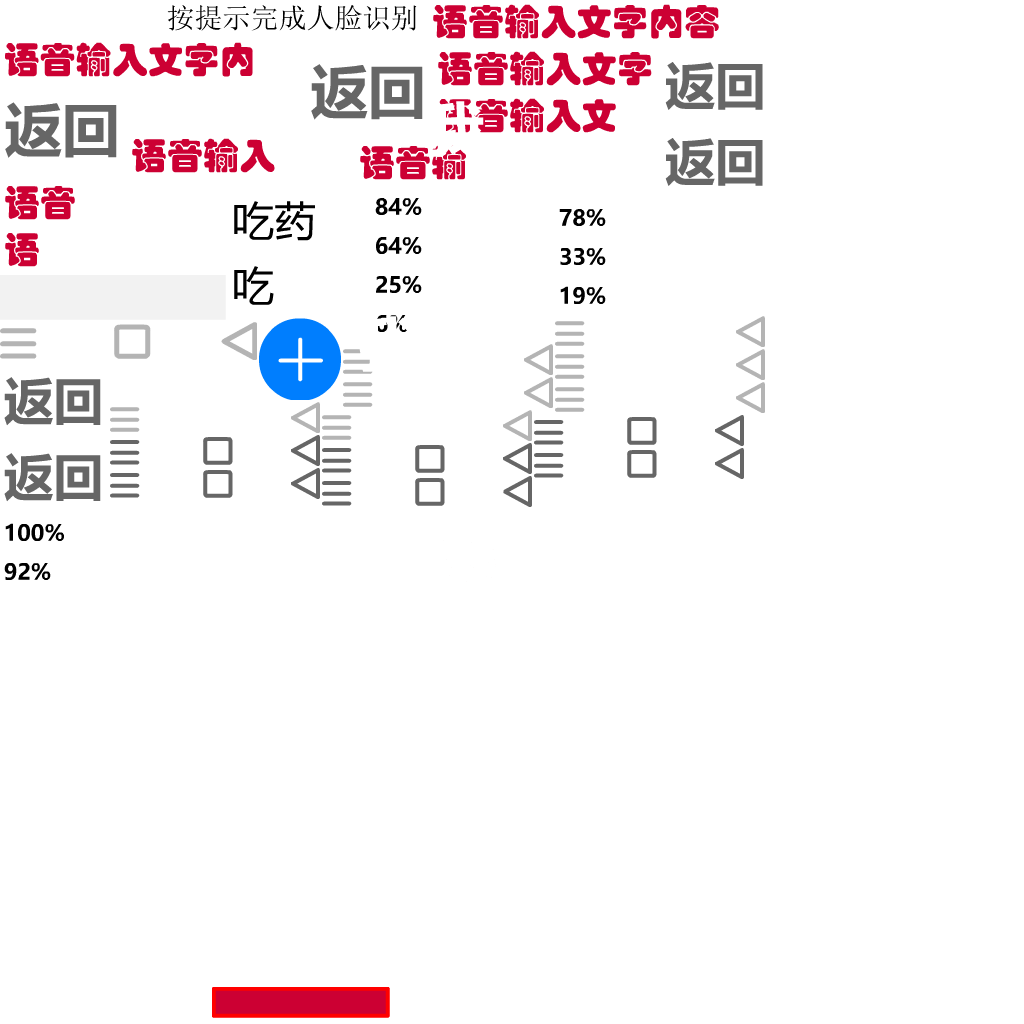 按提示完成人脸识别
语音输入文字内容
语音输入文字内
返回
语音输入文字
返回
返回
音输入文
语音输入
语音输
返回
语音
吃药
84%
78%
语
64%
33%
吃
25%
19%
返回
返回
100%
92%